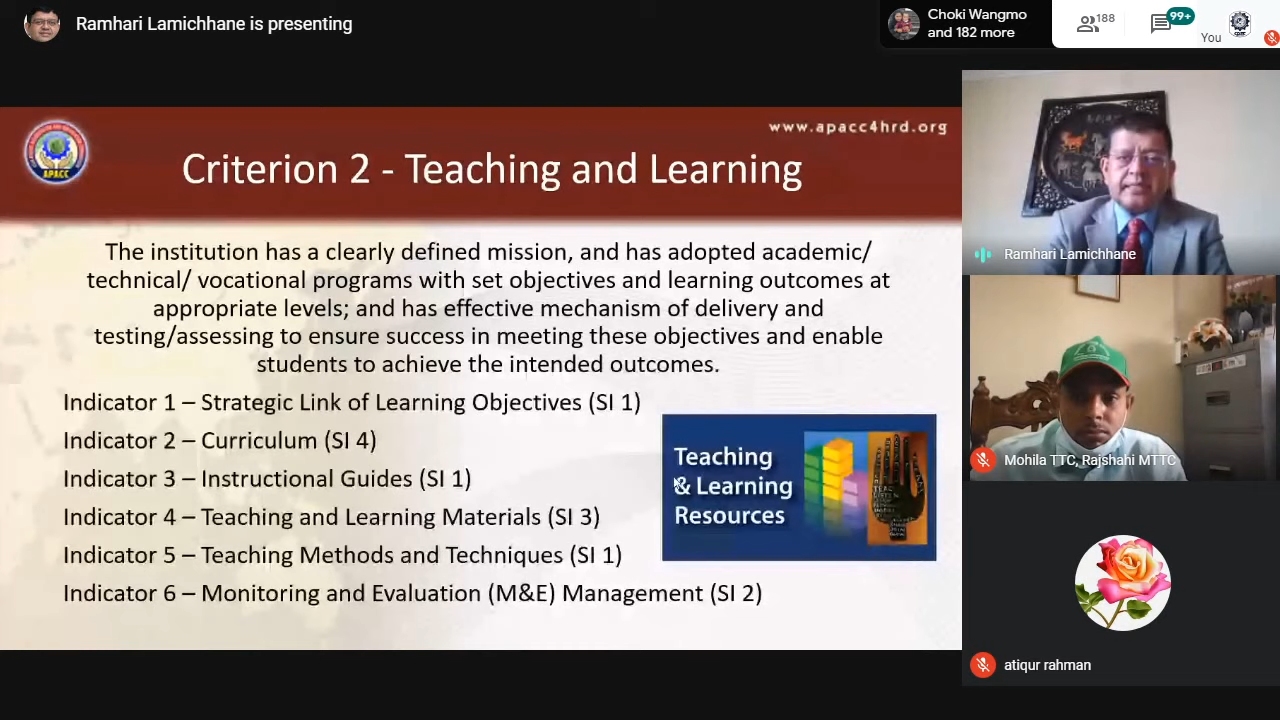 Ramhari Lamichhane is presenting
Choki Wangmo
and 182 more
188
99+
You
www.apacc4hrd.org
APACC
Criterion 2 - Teaching and Learning
The institution has a clearly defined mission, and has adopted academic/
technical/ vocational programs with set objectives and learning outcomes at
appropriate levels; and has effective mechanism of delivery and
testing/assessing to ensure success in meeting these objectives and enable
students to achieve the intended outcomes.
Indicator 1 – Strategic Link of Learning Objectives (SI 1)
Indicator 2 – Curriculum (SI 4)
Indicator 3 – Instructional Guides (SI 1)
Indicator 4 – Teaching and Learning Materials (SI 3)
Indicator 5 – Teaching Methods and Techniques (SI 1)
Indicator 6 – Monitoring and Evaluation (M&E) Management (SI 2)
Teaching
& Learning
Resources
Ramhari Lamichhane
Mohila TTC, Rajshahi MTTC
atiqur rahman